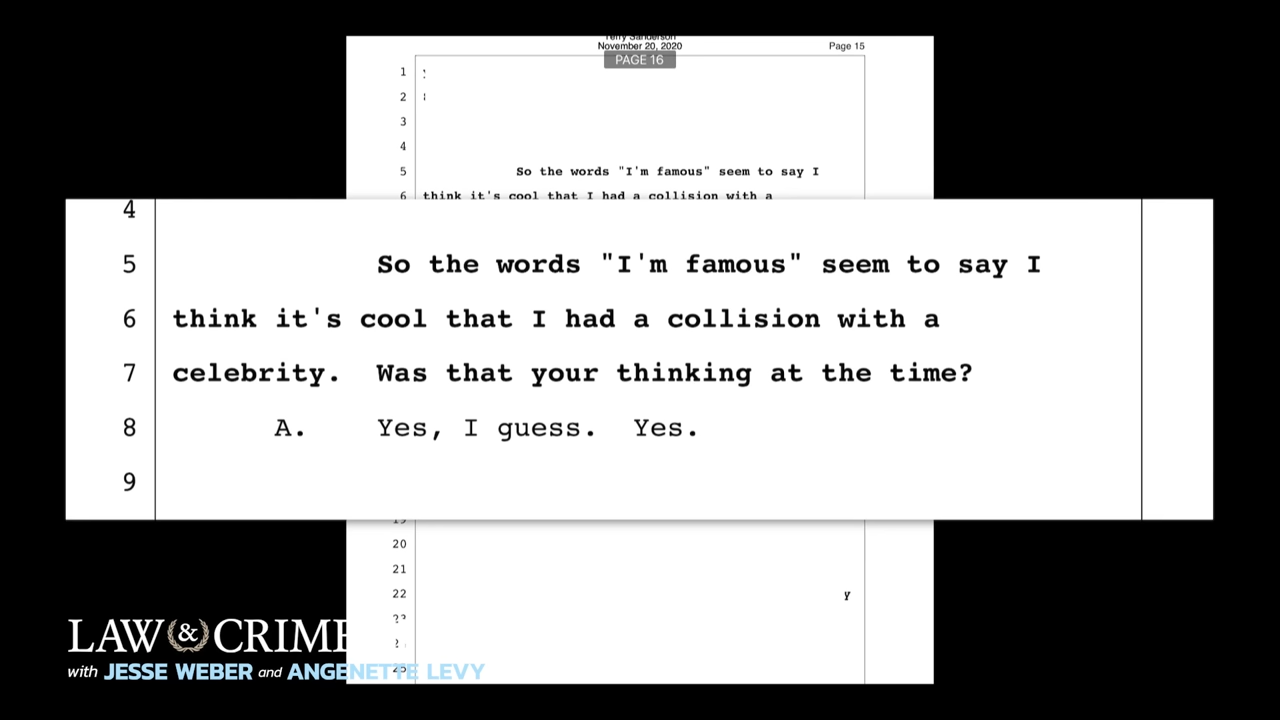 Terry Sanderson
November 20, 2020
Page 15
PAGE 16
1
2
3
4
5 So the words "I'm famous" seem to say I
6 think it's cool that I had a collision with a
4
5 So the words "I'm famous" seem to say I
6 think it's cool that I had a collision with a
7 celebrity. Was that your thinking at the time?
8 A. Yes, I guess. Yes.
9
19
20
21
22 y
25
LAW & CRIME
with JESSE WEBER and ANGENETTE LEVY